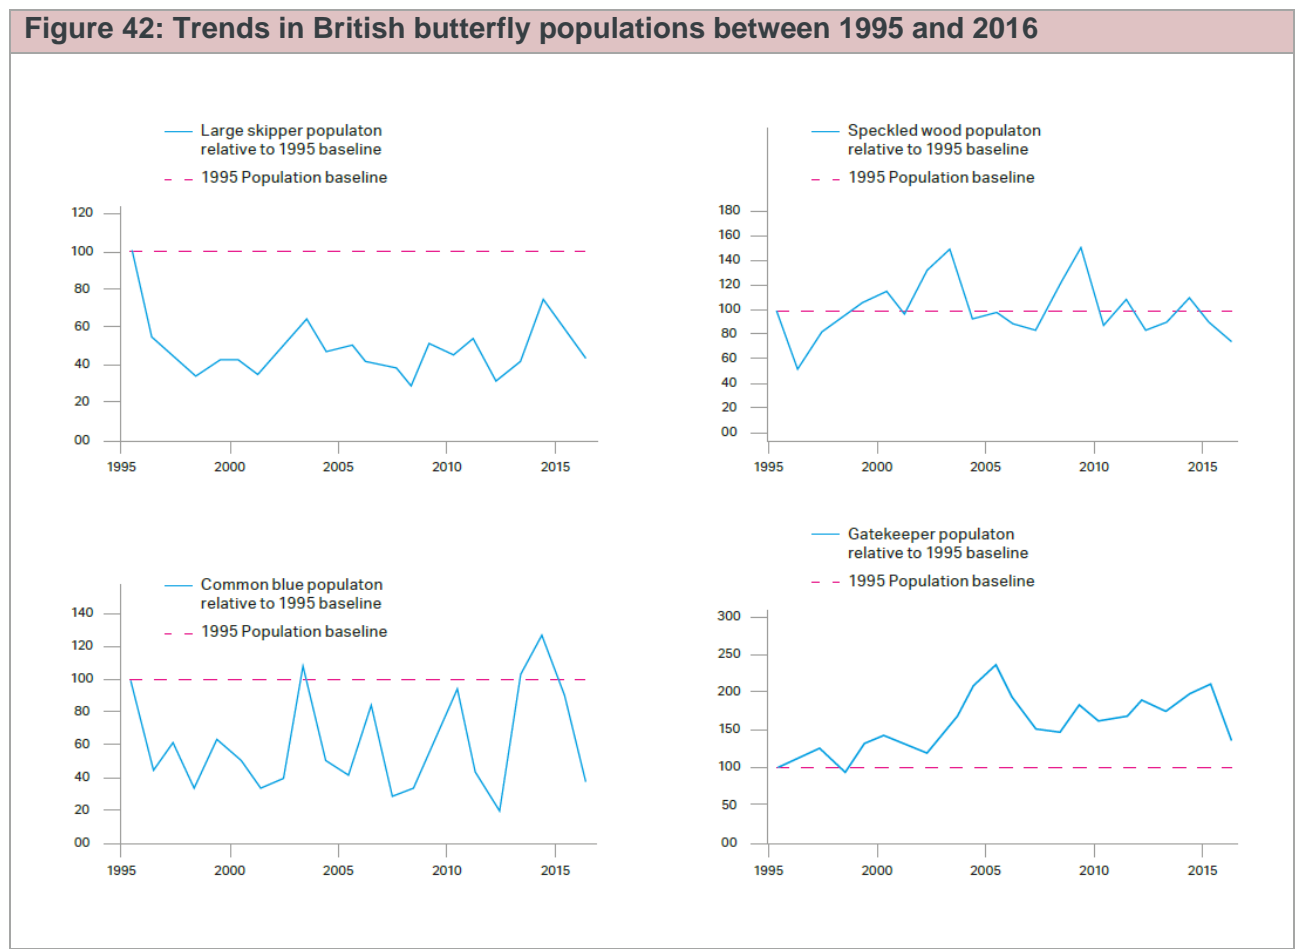 Figure 42: Trends in British butterfly populations between 1995 and 2016
Large skipper populaton
relative to 1995 baseline
1995 Population baseline
120
100
80
60
40
20
00
1995 2000 2005 2010 2015
Speckled wood populaton
relative to 1995 baseline
1995 Population baseline
180
160
140
120
100
80
60
40
20
00
1995 2000 2005 2010 2015
Common blue populaton
relative to 1995 baseline
1995 Population baseline
140
120
100
80
60
40
20
00
1995 2000 2005 2010 2015
Gatekeeper populaton
relative to 1995 baseline
1995 Population baseline
300
250
200
150
100
50
00
1995 2000 2005 2010 2015